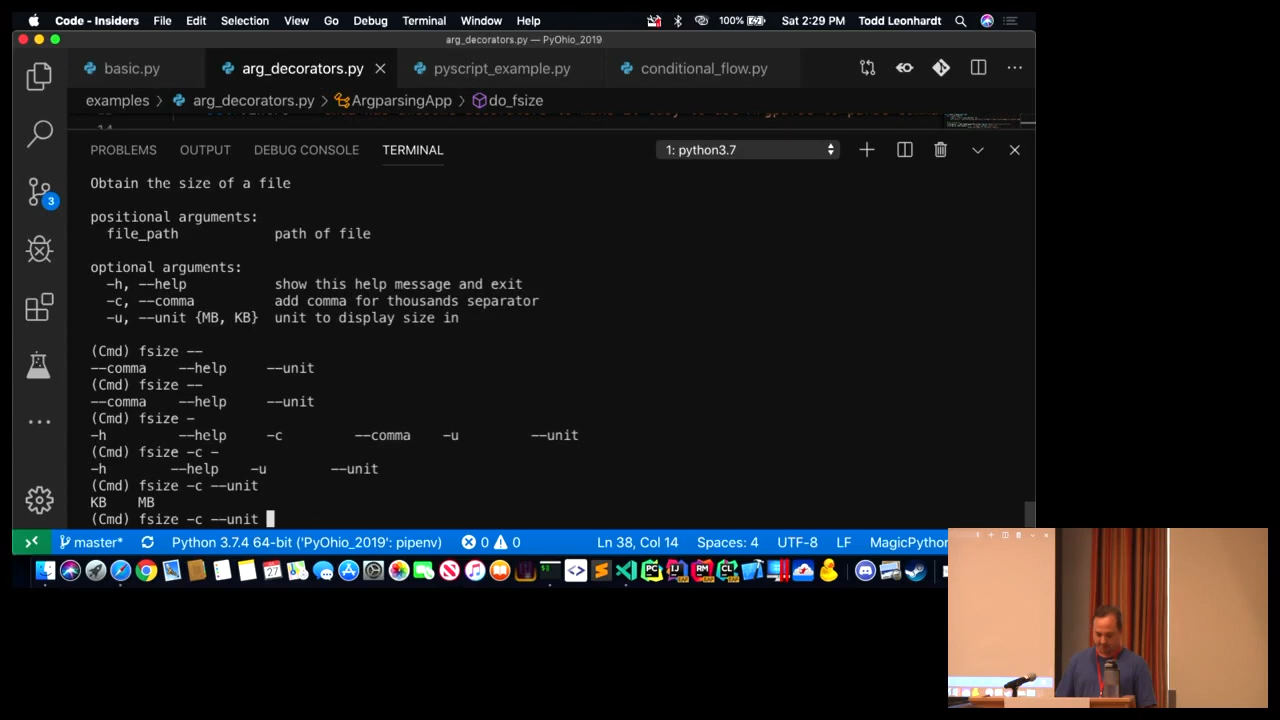 Code - Insiders File Edit Selection View Go Debug Terminal Window Help 100% Sat 2:29 PM Todd Leonhardt
arg_decorators.py — PyOhio_2019
basic.py arg_decorators.py pyscript_example.py conditional_flow.py
examples > arg_decorators.py > ArgparsingApp > do_fsize
14
PROBLEMS OUTPUT DEBUG CONSOLE TERMINAL 1: python3.7
Obtain the size of a file
positional arguments:
file_path path of file
optional arguments:
-h, --help show this help message and exit
-c, --comma add comma for thousands separator
-u, --unit {MB, KB} unit to display size in
(Cmd) fsize --
--comma --help --unit
(Cmd) fsize --
--comma --help --unit
(Cmd) fsize -
-h --help -c --comma -u --unit
(Cmd) fsize -c -
-h --help -u --unit
(Cmd) fsize -c --unit
KB MB
(Cmd) fsize -c --unit
3
master* Python 3.7.4 64-bit ('PyOhio_2019': pipenv) 0 0 Ln 38, Col 14 Spaces: 4 UTF-8 LF MagicPython